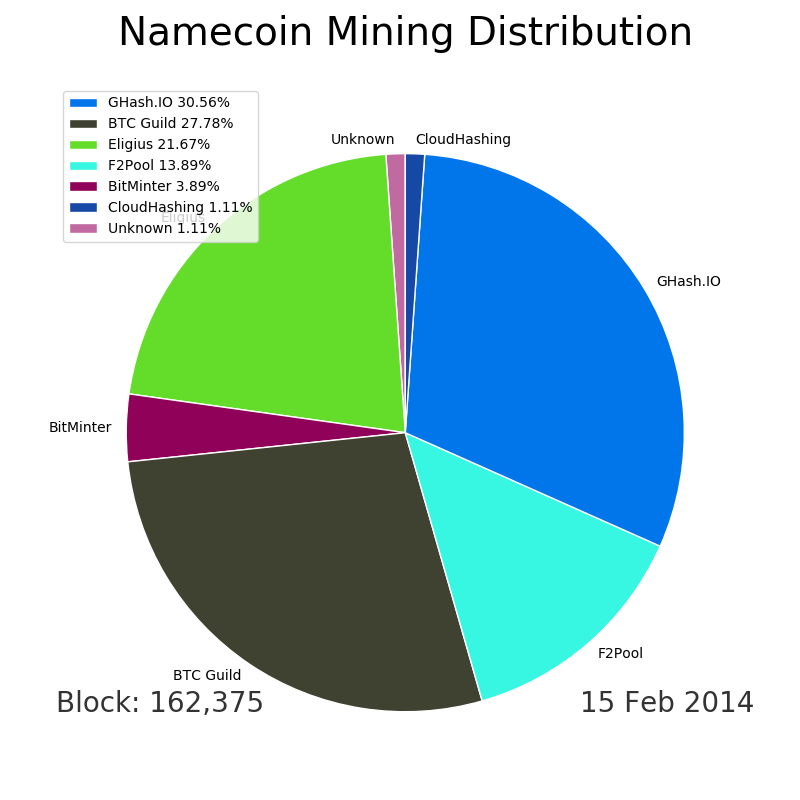 Namecoin Mining Distribution
GHash.IO 30.56%
BTC Guild 27.78%
Eligius 21.67%
F2Pool 13.89%
BitMinter 3.89%
CloudHashing 1.11%
Unknown 1.11%
Unknown
CloudHashing
Eligius
GHash.IO
BitMinter
F2Pool
BTC Guild
Block: 162,375
15 Feb 2014